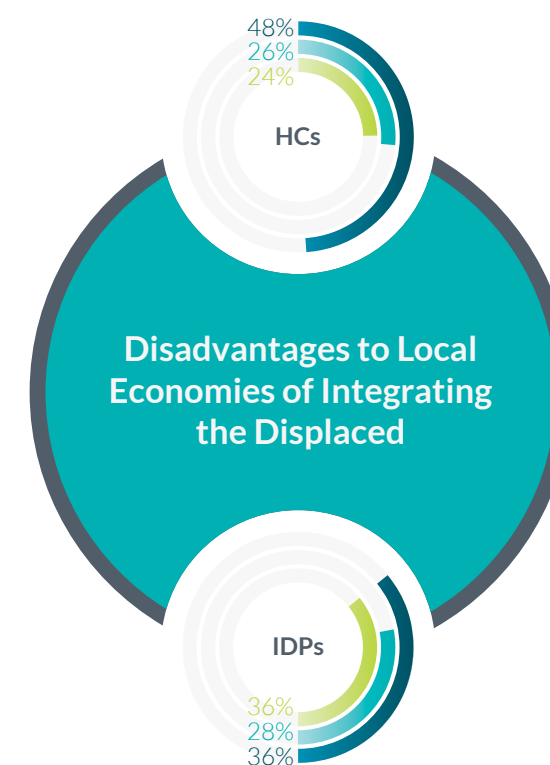 48%
26%
24%
HCs
Disadvantages to Local
Economies of Integrating
the Displaced
IDPs
36%
28%
36%